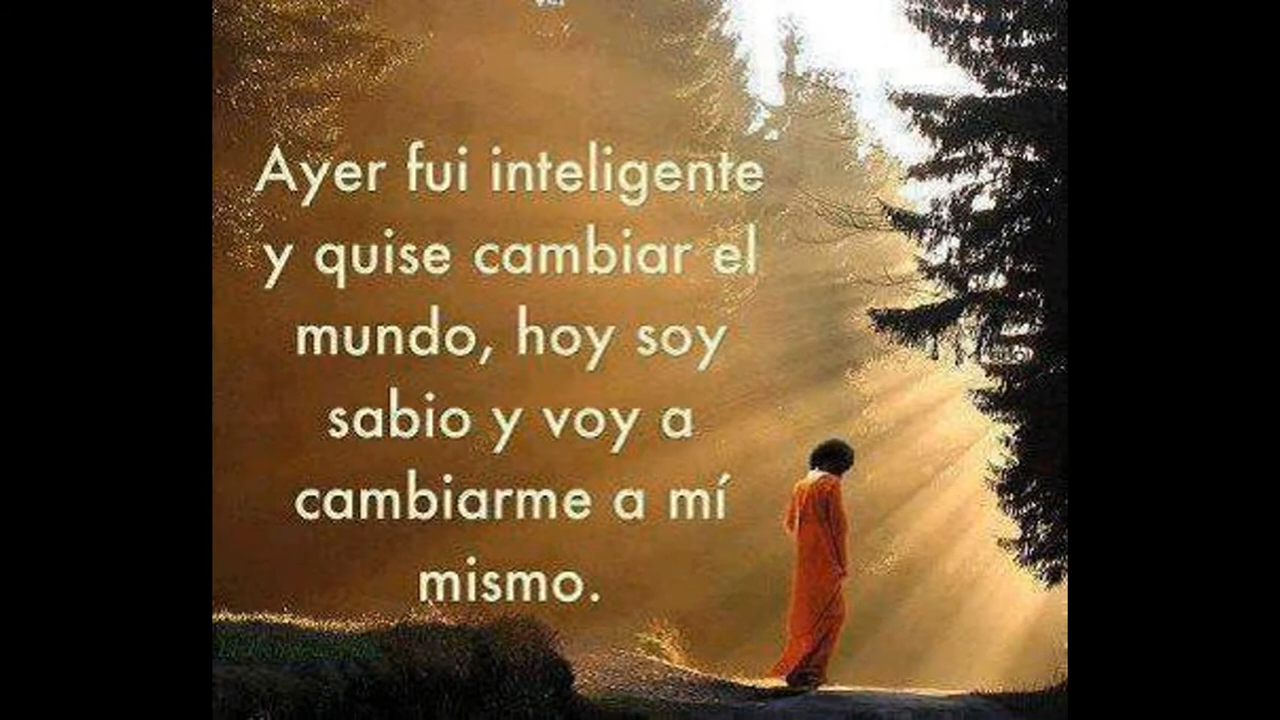 Ayer fui inteligente
y quise cambiar el
mundo, hoy soy
sabio y voy a
cambiarme a mí
mismo.